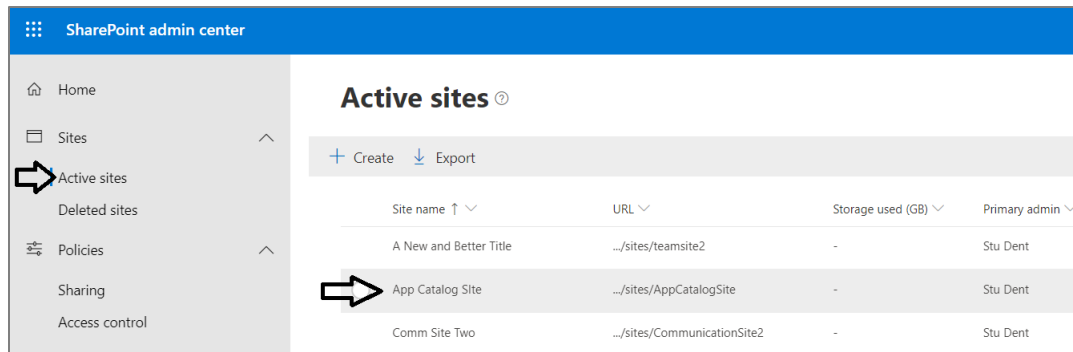 SharePoint admin center
Home
Sites
Active sites
Deleted sites
Policies
Sharing
Access control
Active sites
Create Export
Site name URL Storage used (GB) Primary admin
A New and Better Title .../sites/teamsite2 - Stu Dent
App Catalog SIte .../sites/AppCatalogSite - Stu Dent
Comm Site Two .../sites/CommunicationSite2 - Stu Dent